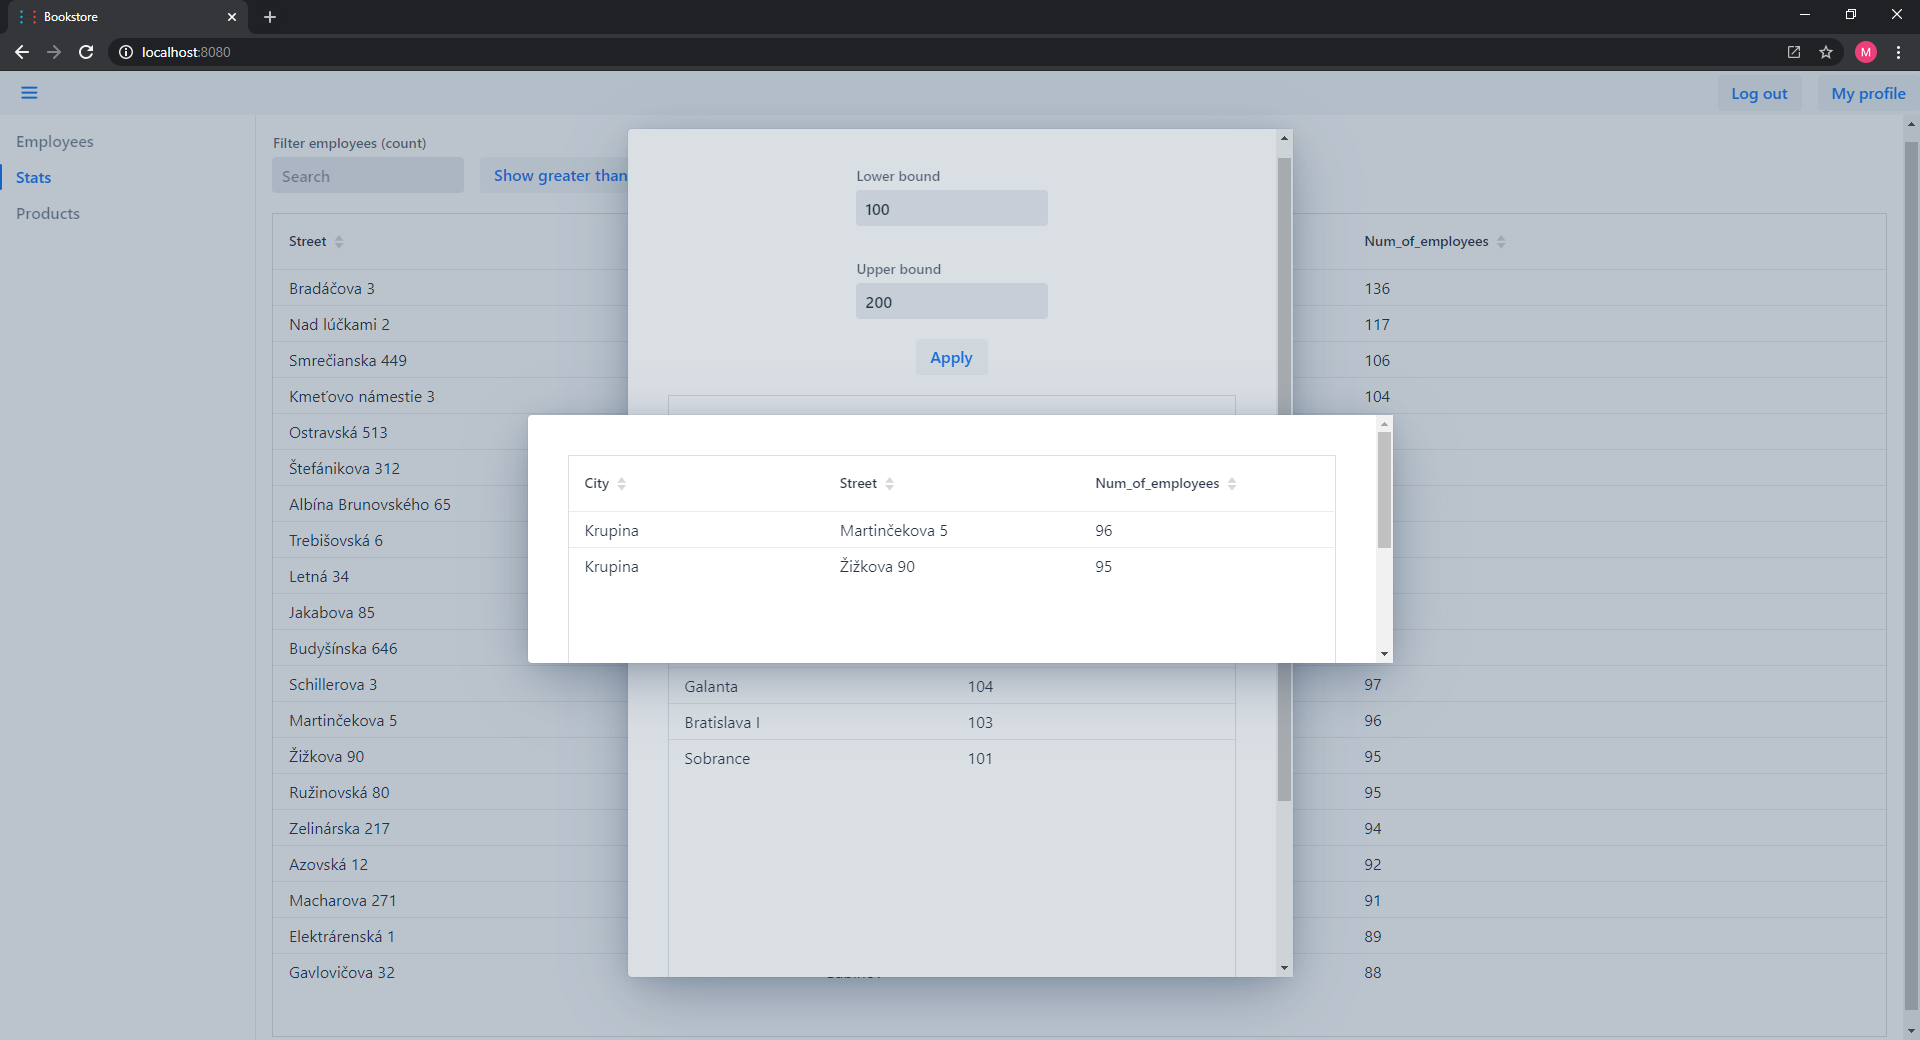 Bookstore
localhost:8080
M
Log out
My profile
Employees
Stats
Products
Filter employees (count)
Search
Show greater than
Street
Num_of_employees
Bradáčova 3
136
Nad lúčkami 2
117
Smrečianska 449
106
Kmeťovo námestie 3
104
Ostravská 513
Štefánikova 312
Albína Brunovského 65
Trebišovská 6
Letná 34
Jakabova 85
Budyšínska 646
Schillerova 3
97
Martinčekova 5
96
Žižkova 90
95
Ružinovská 80
95
Zelinárska 217
94
Azovská 12
92
Macharova 271
91
Elektrárenská 1
89
Gavlovičova 32
88
Lower bound
100
Upper bound
200
Apply
Galanta
104
Bratislava I
103
Sobrance
101
City
Street
Num_of_employees
Krupina
Martinčekova 5
96
Krupina
Žižkova 90
95